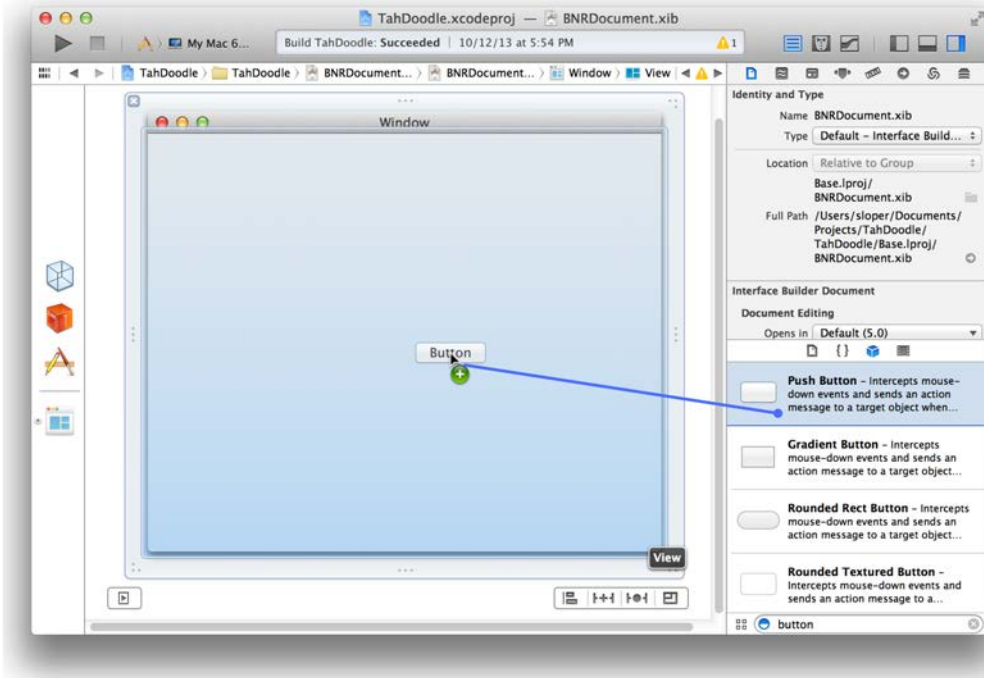 TahDoodle.xcodeproj — BNRDocument.xib
My Mac 6...
Build TahDoodle: Succeeded | 10/12/13 at 5:54 PM
1
TahDoodle
TahDoodle
BNRDocument...
BNRDocument...
Window
View
Window
Button
View
Identity and Type
Name BNRDocument.xib
Type Default - Interface Build...
Location Relative to Group
Base.lproj/
BNRDocument.xib
Full Path /Users/sloper/Documents/
Projects/TahDoodle/
TahDoodle/Base.lproj/
BNRDocument.xib
Interface Builder Document
Document Editing
Opens in Default (5.0)
{ }
Push Button – Intercepts mouse-
down events and sends an action
message to a target object when...
Gradient Button – Intercepts
mouse-down events and sends an
action message to a target object...
Rounded Rect Button – Intercepts
mouse-down events and sends an
action message to a target object...
Rounded Textured Button –
Intercepts mouse-down events and
sends an action message to a...
button